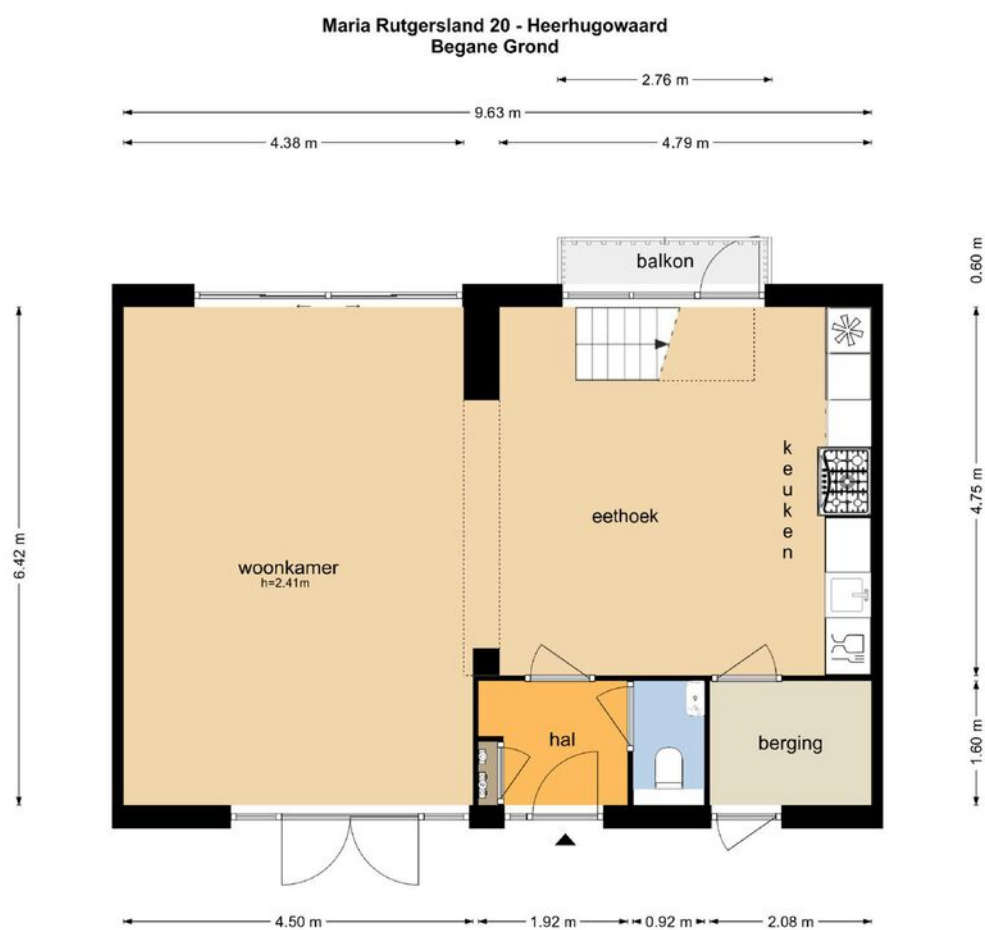 Maria Rutgersland 20 - Heerhugowaard
Begane Grond
2.76 m
9.63 m
4.38 m
4.79 m
0.60 m
balkon
6.42 m
4.75 m
keuken
eethoek
woonkamer
h=2.41m
hal
berging
1.60 m
4.50 m
1.92 m
0.92 m
2.08 m